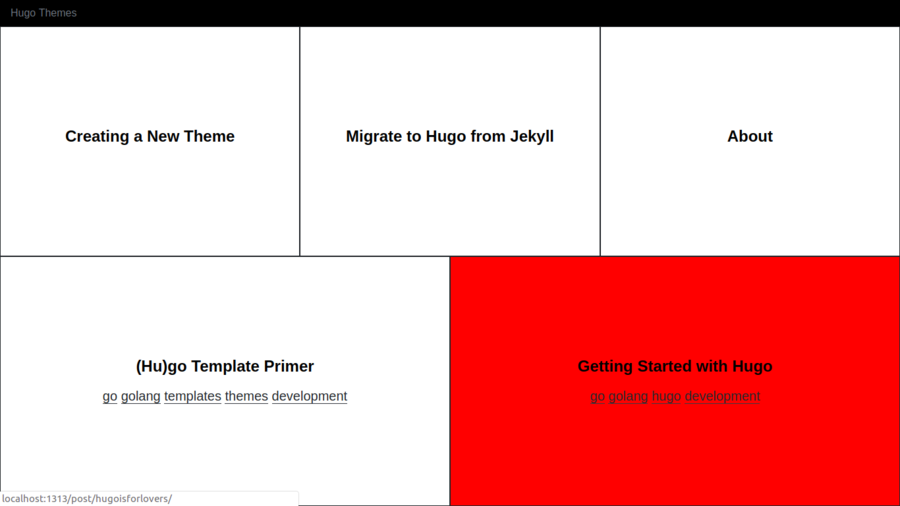 Hugo Themes
Creating a New Theme
Migrate to Hugo from Jekyll
About
(Hu)go Template Primer
go golang templates themes development
Getting Started with Hugo
go golang hugo development
localhost:1313/post/hugoisforlovers/